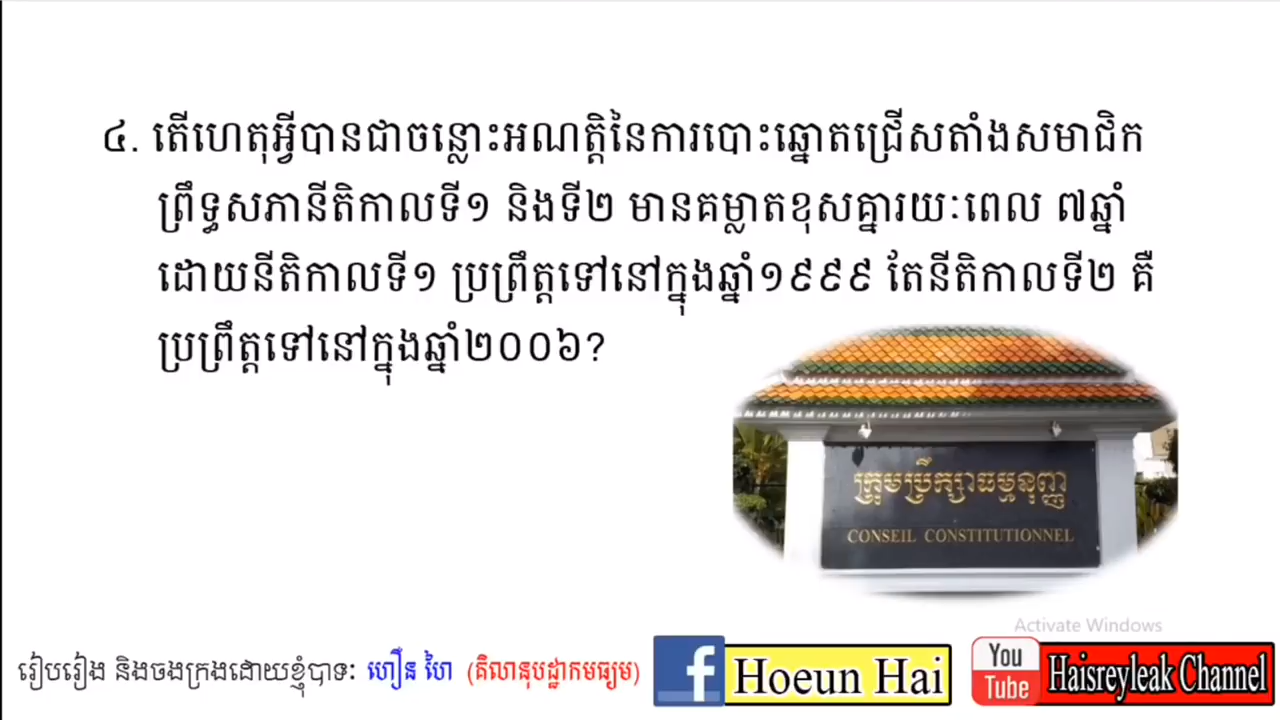 ៤. តើហេតុអ្វីបានជាចន្លោះអណត្តិនៃការបោះឆ្នោតជ្រើសតាំងសមាជិក
ព្រឹទ្ធសភានីតិកាលទី១ និងទី២ មានគម្លាតខុសគ្នារយៈពេល ៧ឆ្នាំ
ដោយនីតិកាលទី១ ប្រព្រឹត្តទៅនៅក្នុងឆ្នាំ១៩៩៩ តែនីតិកាលទី២ គឺ
ប្រព្រឹត្តទៅនៅក្នុងឆ្នាំ២០០៦?
ក្រុមប្រឹក្សាធម្មនុញ្ញ
CONSEIL CONSTITUTIONNEL
Activate Windows
រៀបរៀង និងចងក្រងដោយខ្ញុំបាទៈ ហឿន ហៃ (គិលានុបដ្ឋាកមធ្យម)
f Hoeun Hai
You Tube Haisreyleak Channel